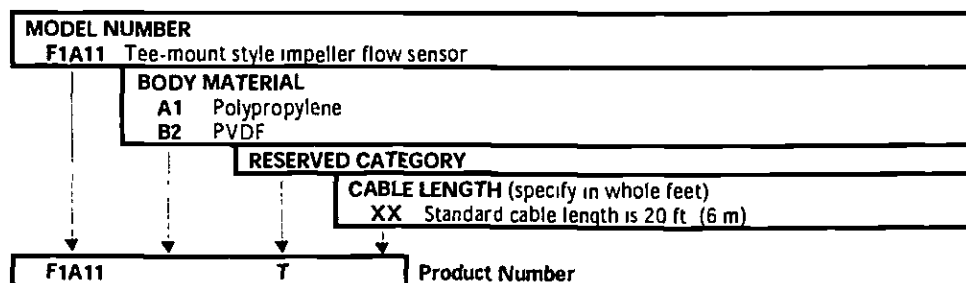 MODEL NUMBER
F1A11 Tee-mount style impeller flow sensor
BODY MATERIAL
A1 Polypropylene
B2 PVDF
RESERVED CATEGORY
CABLE LENGTH (specify in whole feet)
XX Standard cable length is 20 ft (6 m)
F1A11 T Product Number